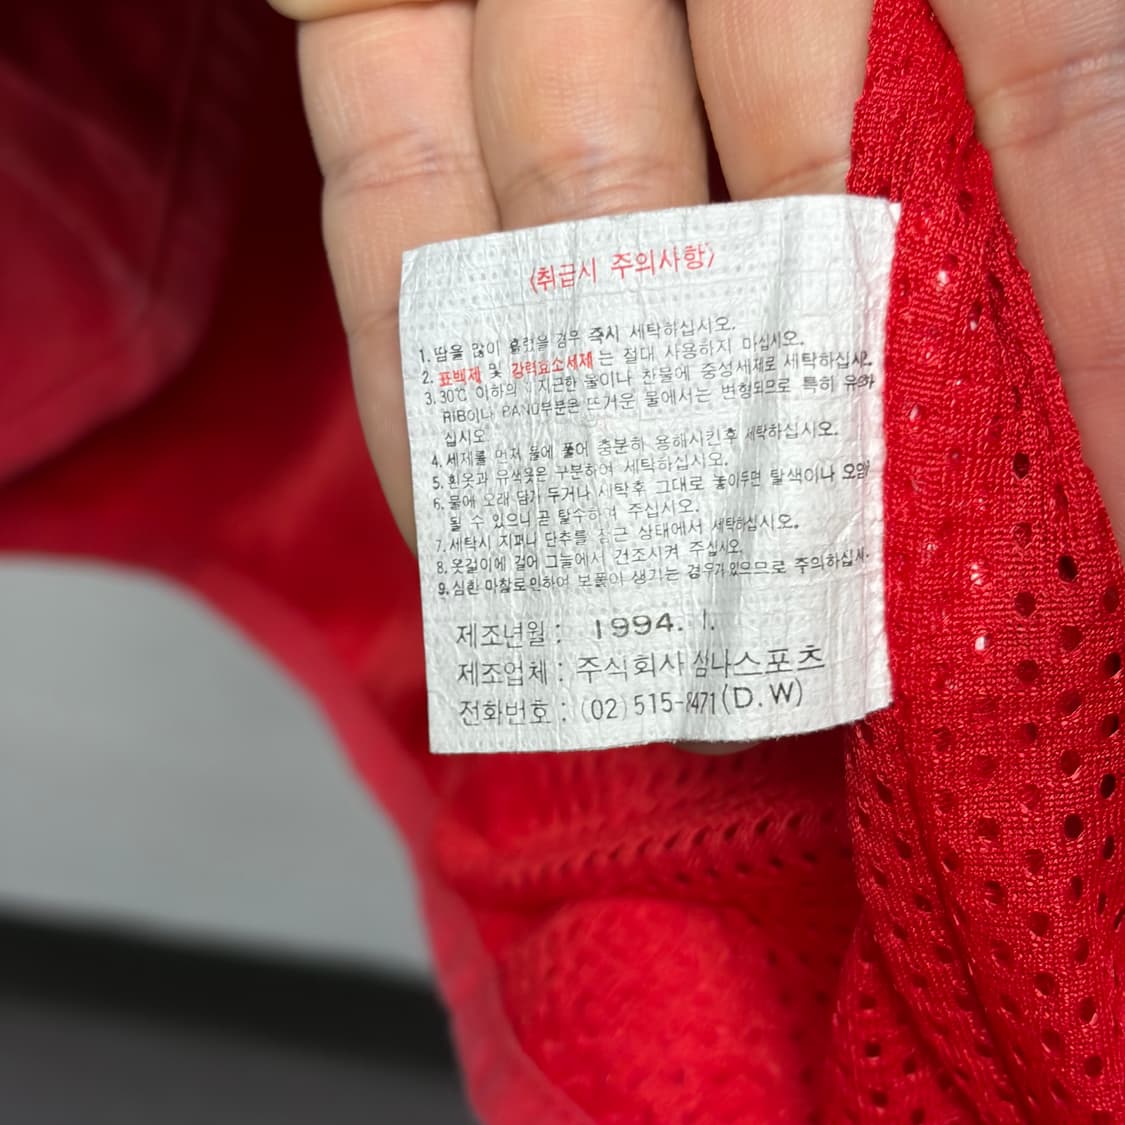 〈취급시 주의사항〉
1. 땀을 많이 흘렸을 경우 즉시 세탁하십시오.
2. 표백제 및 강력효소세제는 절대 사용하지 마십시오.
3. 30℃ 이하의 미지근한 물이나 찬물에 중성세제로 세탁하십시오
RIB이나 BAND부분은 뜨거운 물에서는 변형되므로 특히 유의하
십시오
4. 세제를 먼저 물에 풀어 충분히 용해시킨후 세탁하십시오.
5. 흰옷과 유색옷은 구분하여 세탁하십시오.
6. 물에 오래 담가 두거나 세탁후 그대로 놓아두면 탈색이나 오염
될 수 있으니 곧 탈수하여 주십시오.
7. 세탁시 지퍼나 단추를 잠근 상태에서 세탁하십시오.
8. 옷걸이에 걸어 그늘에서 건조시켜 주십시오.
9. 심한 마찰로인하여 보풀이 생기는 경우가있으므로 주의하십시.
제조년월 : 1994. 1.
제조업체 : 주식회사 삼나스포츠
전화번호 : (02) 515-8471(D.W)